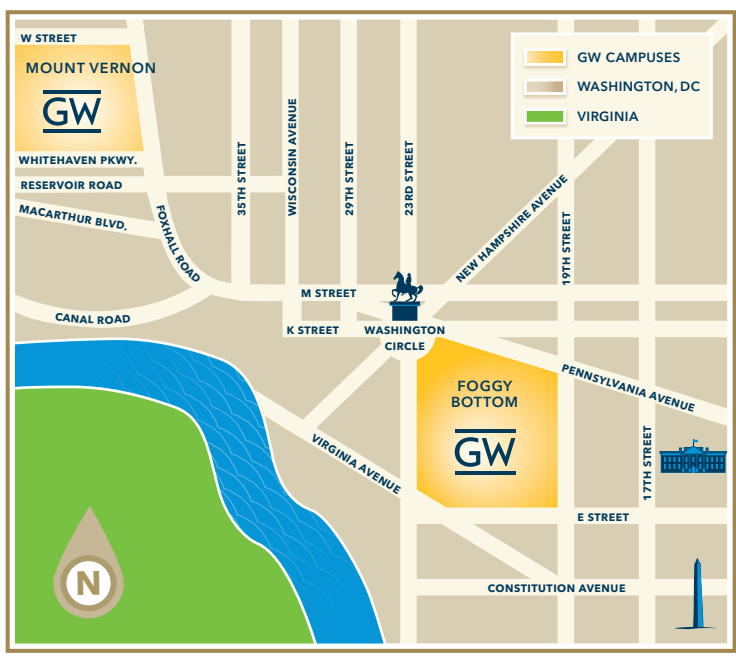 W STREET
MOUNT VERNON
GW
WHITEHAVEN PKWY.
RESERVOIR ROAD
MACARTHUR BLVD.
FOXHALL ROAD
35TH STREET
WISCONSIN AVENUE
29TH STREET
23RD STREET
NEW HAMPSHIRE AVENUE
19TH STREET
GW CAMPUSES
WASHINGTON, DC
VIRGINIA
CANAL ROAD
M STREET
K STREET
WASHINGTON
CIRCLE
FOGGY
BOTTOM
GW
PENNSYLVANIA AVENUE
VIRGINIA AVENUE
17TH STREET
E STREET
CONSTITUTION AVENUE
N